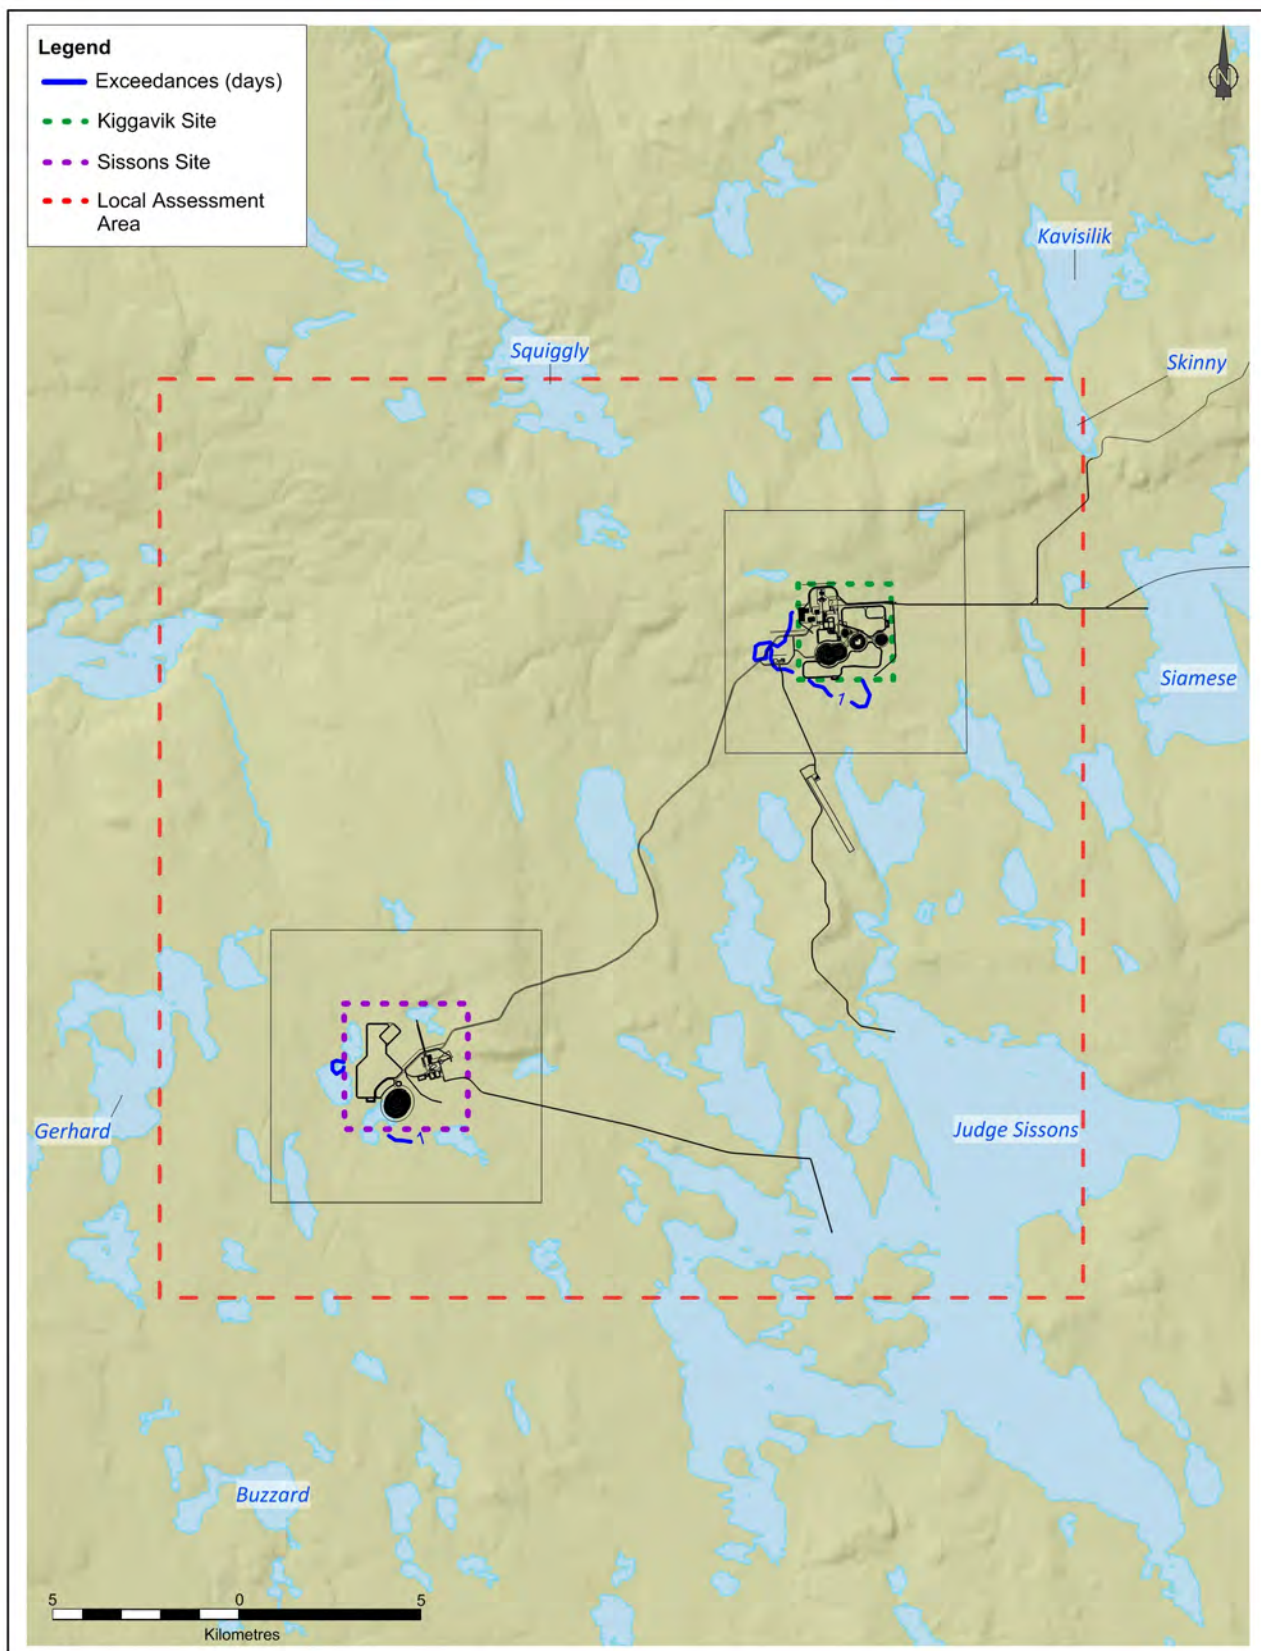 Legend
Exceedances (days)
Kiggavik Site
Sissons Site
Local Assessment
Area
N
Kavisilik
Squiggly
Skinny
Siamese
1
Gerhard
1
Judge Sissons
Buzzard
5 0 5
Kilometres